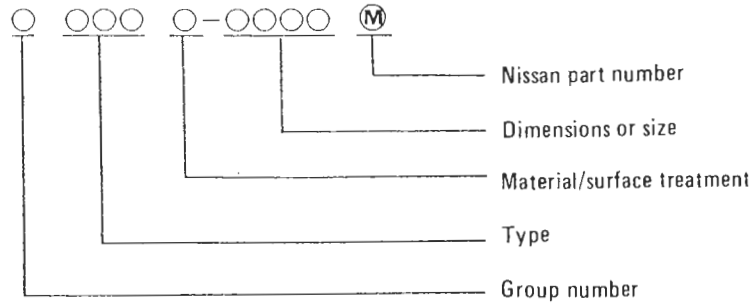 ○ ○○○ ○-○○○○ Ⓜ
Nissan part number
Dimensions or size
Material/surface treatment
Type
Group number